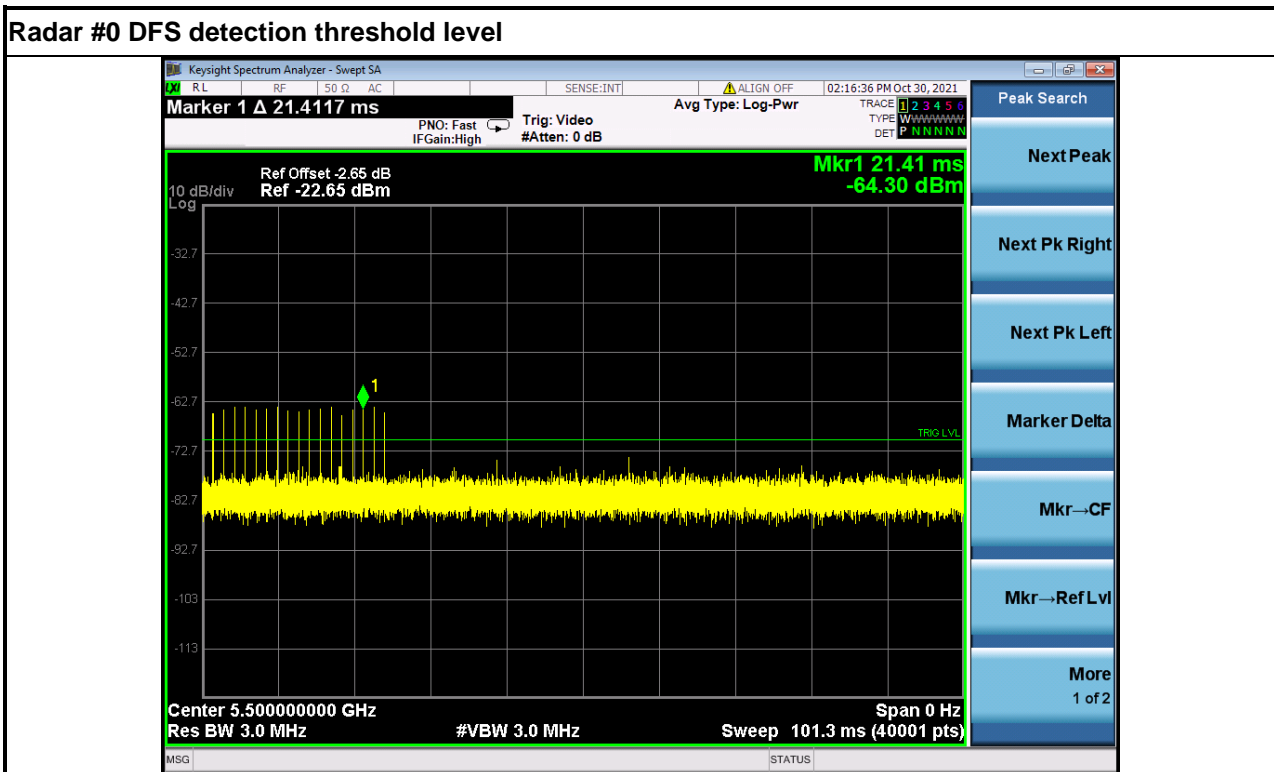 Radar #0 DFS detection threshold level
Keysight Spectrum Analyzer - Swept SA
LXI RL RF 50 Ω AC SENSE:INT ALIGN OFF 02:16:36 PM Oct 30, 2021
Marker 1 Δ 21.4117 ms
PNO: Fast
IFGain:High
Trig: Video
#Atten: 0 dB
Avg Type: Log-Pwr
TRACE 1 2 3 4 5 6
TYPE WWWWWW
DET P N N N N N
Mkr1 21.41 ms
-64.30 dBm
Ref Offset -2.65 dB
10 dB/div Ref -22.65 dBm
Log
-32.7
-42.7
-52.7
-62.7
-72.7
-82.7
-92.7
-103
-113
1
TRIG LVL
Center 5.500000000 GHz Span 0 Hz
Res BW 3.0 MHz #VBW 3.0 MHz Sweep 101.3 ms (40001 pts)
MSG STATUS
Peak Search
Next Peak
Next Pk Right
Next Pk Left
Marker Delta
Mkr→CF
Mkr→Ref Lvl
More
1 of 2